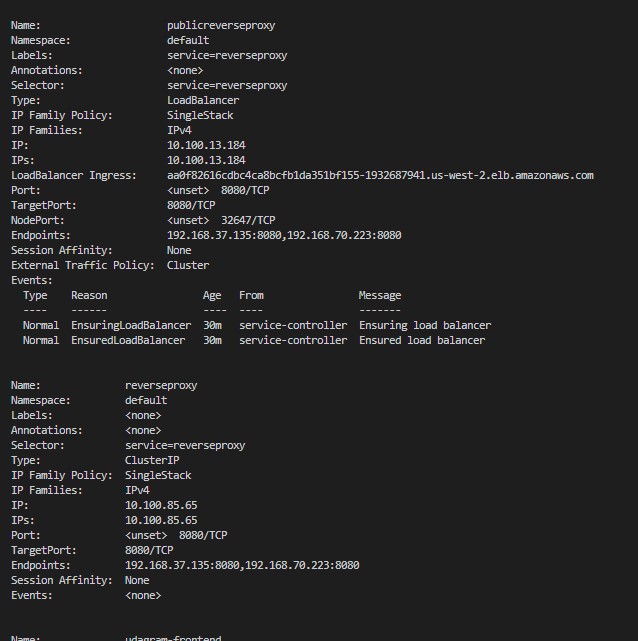 Name:                     publicreverseproxy
Namespace:                default
Labels:                   service=reverseproxy
Annotations:              <none>
Selector:                 service=reverseproxy
Type:                     LoadBalancer
IP Family Policy:         SingleStack
IP Families:              IPv4
IP:                       10.100.13.184
IPs:                      10.100.13.184
LoadBalancer Ingress:     aa0f82616cdbc4ca8bcfb1da351bf155-1932687941.us-west-2.elb.amazonaws.com
Port:                     <unset>  8080/TCP
TargetPort:               8080/TCP
NodePort:                 <unset>  32647/TCP
Endpoints:                192.168.37.135:8080,192.168.70.223:8080
Session Affinity:         None
External Traffic Policy:  Cluster
Events:
  Type    Reason                Age   From                Message
  ----    ------                ----  ----                -------
  Normal  EnsuringLoadBalancer  30m   service-controller  Ensuring load balancer
  Normal  EnsuredLoadBalancer   30m   service-controller  Ensured load balancer
Name:              reverseproxy
Namespace:         default
Labels:            <none>
Annotations:       <none>
Selector:          service=reverseproxy
Type:              ClusterIP
IP Family Policy:  SingleStack
IP Families:       IPv4
IP:                10.100.85.65
IPs:               10.100.85.65
Port:              <unset>  8080/TCP
TargetPort:        8080/TCP
Endpoints:         192.168.37.135:8080,192.168.70.223:8080
Session Affinity:  None
Events:            <none>
Name:              udagram-frontend